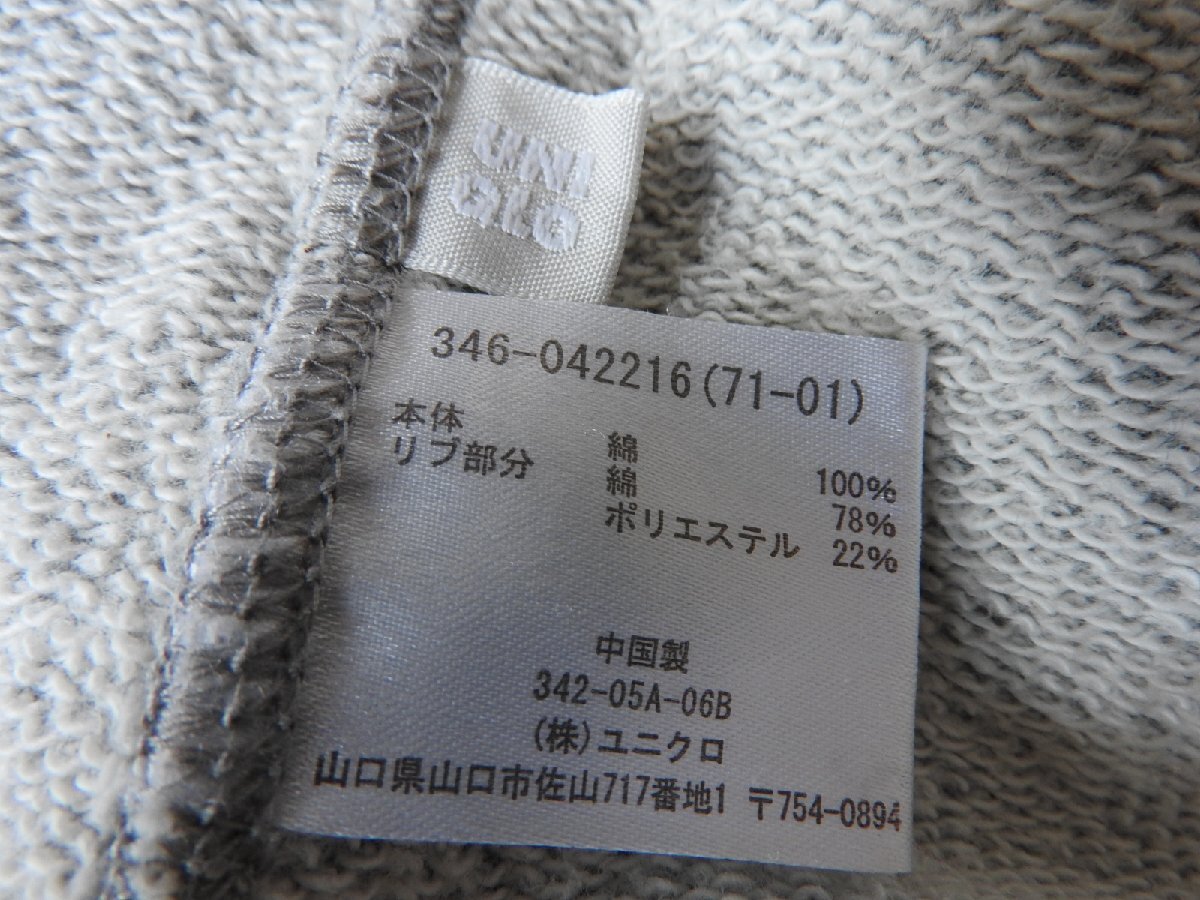 UNI
QLO
346-042216(71-01)
本体 綿 100%
リブ部分 綿 78%
ポリエステル 22%
中国製
342-05A-06B
(株)ユニクロ
山口県山口市佐山717番地1 〒754-0894